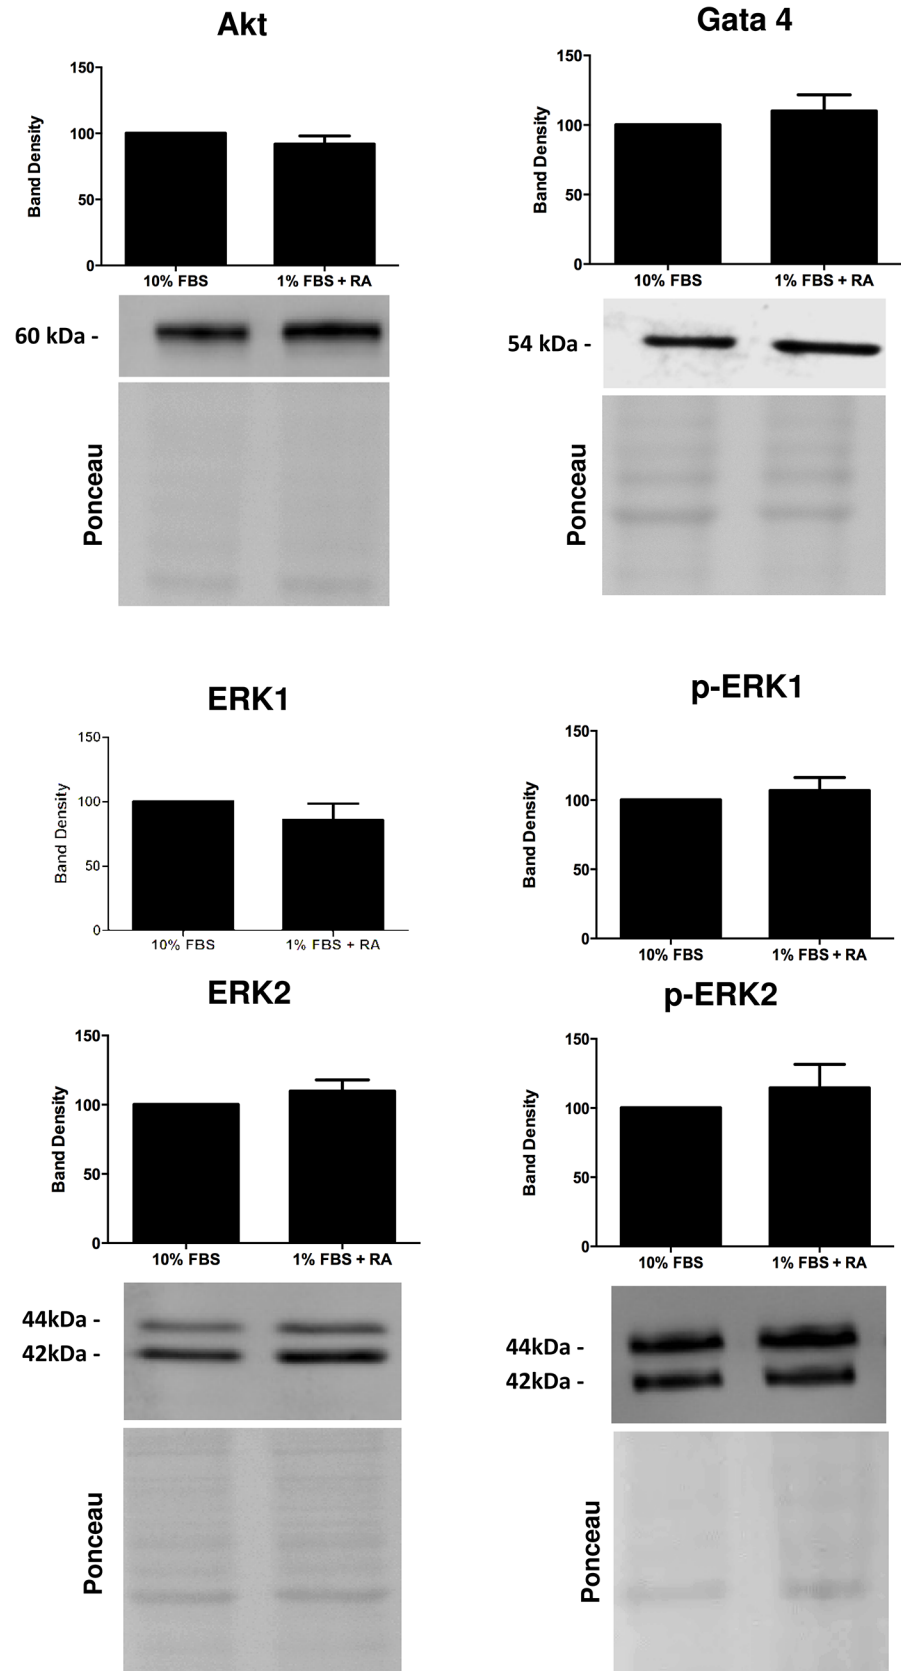 Akt
150
100
50
0
Band Density
10% FBS
1% FBS + RA
60 kDa -
Ponceau
Gata 4
150
100
50
0
Band Density
10% FBS
1% FBS + RA
54 kDa -
Ponceau
ERK1
150
100
50
0
Band Density
10% FBS
1% FBS + RA
p-ERK1
150
100
50
0
Band Density
10% FBS
1% FBS + RA
ERK2
150
100
50
0
Band Density
10% FBS
1% FBS + RA
44kDa -
42kDa -
Ponceau
p-ERK2
150
100
50
0
Band Density
10% FBS
1% FBS + RA
44kDa -
42kDa -
Ponceau